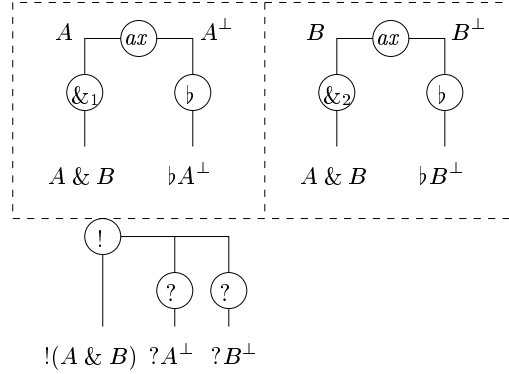 A ax A⊥ B ax B⊥
&1 ♭ &2 ♭
A & B ♭A⊥ A & B ♭B⊥
!
? ?
!(A & B) ?A⊥ ?B⊥